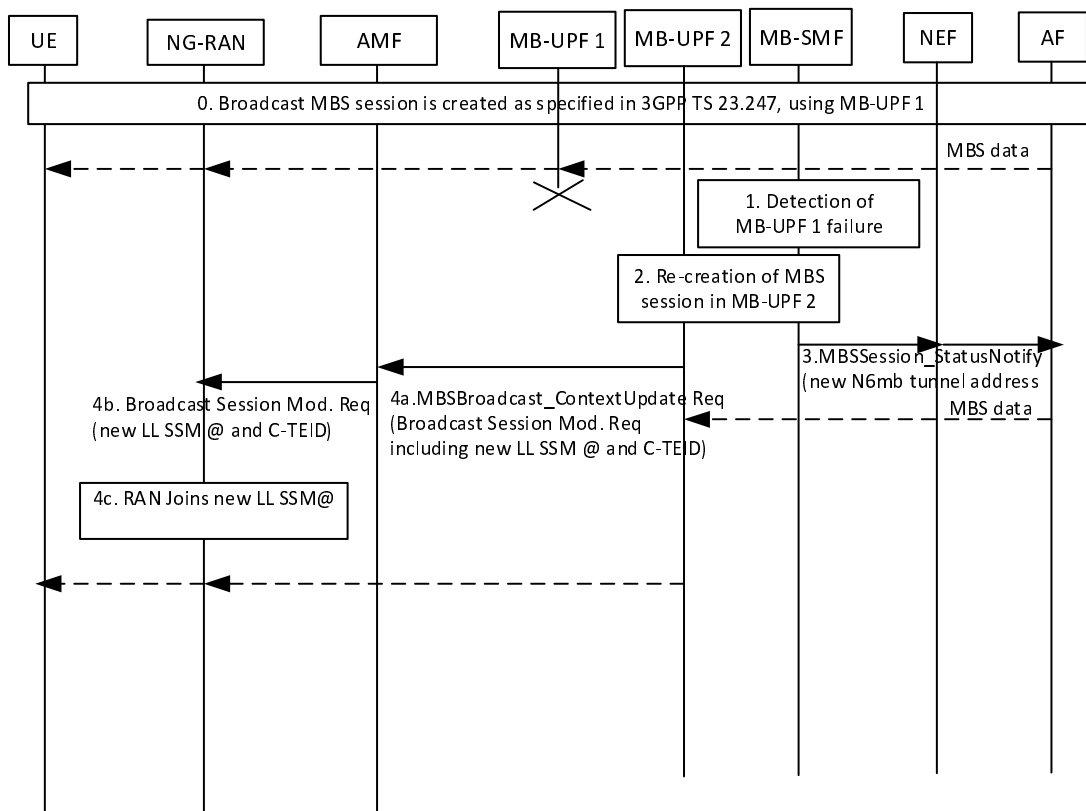 UE
NG-RAN
AMF
MB-UPF 1
MB-UPF 2
MB-SMF
NEF
AF
0. Broadcast MBS session is created as specified in 3GPP TS 23.247, using MB-UPF 1
MBS data
1. Detection of
MB-UPF 1 failure
2. Re-creation of MBS
session in MB-UPF 2
3.MBSSession_StatusNotify
(new N6mb tunnel address
4a.MBSBroadcast_ContextUpdate Req
(Broadcast Session Mod. Req
including new LL SSM @ and C-TEID)
MBS data
4b. Broadcast Session Mod. Req
(new LL SSM @ and C-TEID)
4c. RAN Joins new LL SSM@